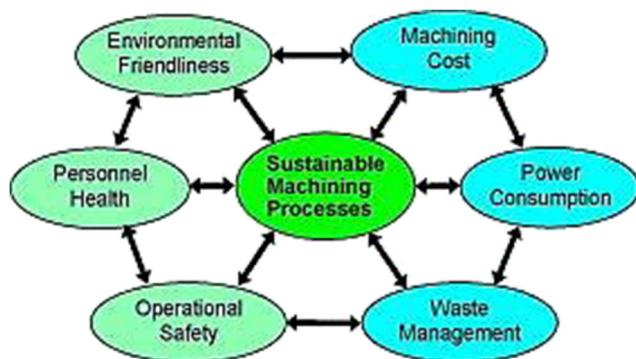 Environmental
Friendliness
Machining
Cost
Personnel
Health
Sustainable
Machining
Processes
Power
Consumption
Operational
Safety
Waste
Management